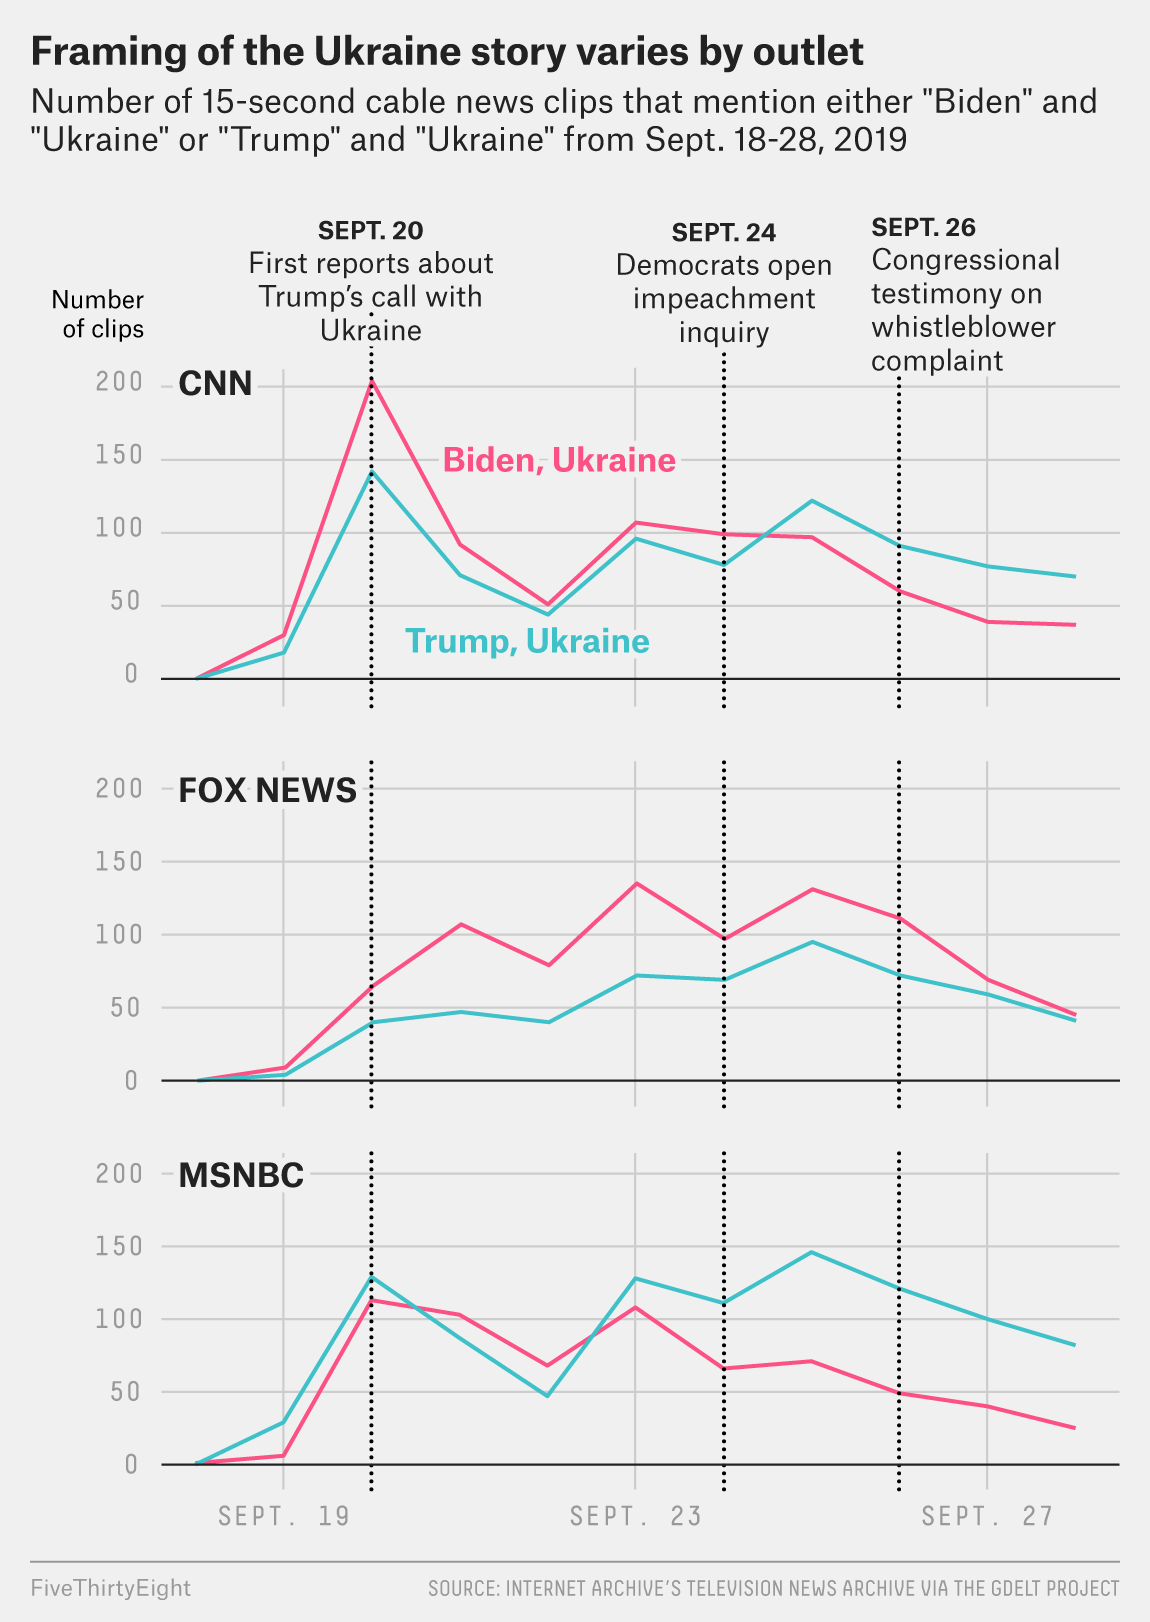 Framing of the Ukraine story varies by outlet
Number of 15-second cable news clips that mention either "Biden" and
"Ukraine" or "Trump" and "Ukraine" from Sept. 18-28, 2019
SEPT. 20
First reports about
Trump's call with
Ukraine
SEPT. 24
Democrats open
impeachment
inquiry
SEPT. 26
Congressional
testimony on
whistleblower
complaint
Number
of clips
200
CNN
150
Biden, Ukraine
100
50
Trump, Ukraine
0
200
FOX NEWS
150
100
50
0
200
MSNBC
150
100
50
0
SEPT. 19
SEPT. 23
SEPT. 27
FiveThirtyEight
SOURCE: INTERNET ARCHIVE'S TELEVISION NEWS ARCHIVE VIA THE GDELT PROJECT